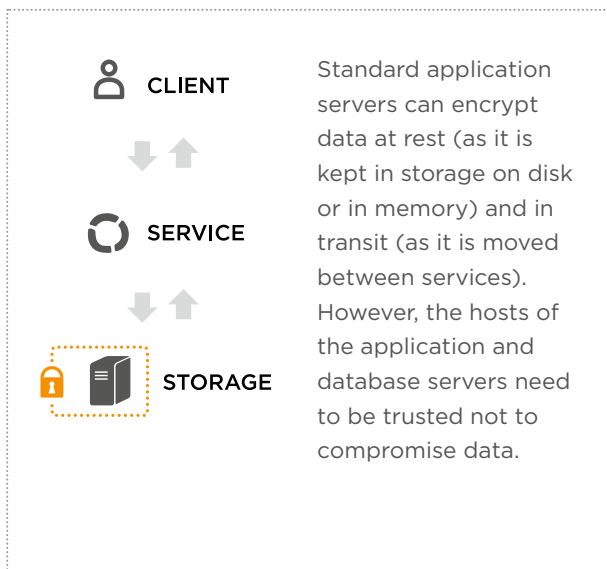 CLIENT
SERVICE
STORAGE
Standard application
servers can encrypt
data at rest (as it is
kept in storage on disk
or in memory) and in
transit (as it is moved
between services).
However, the hosts of
the application and
database servers need
to be trusted not to
compromise data.